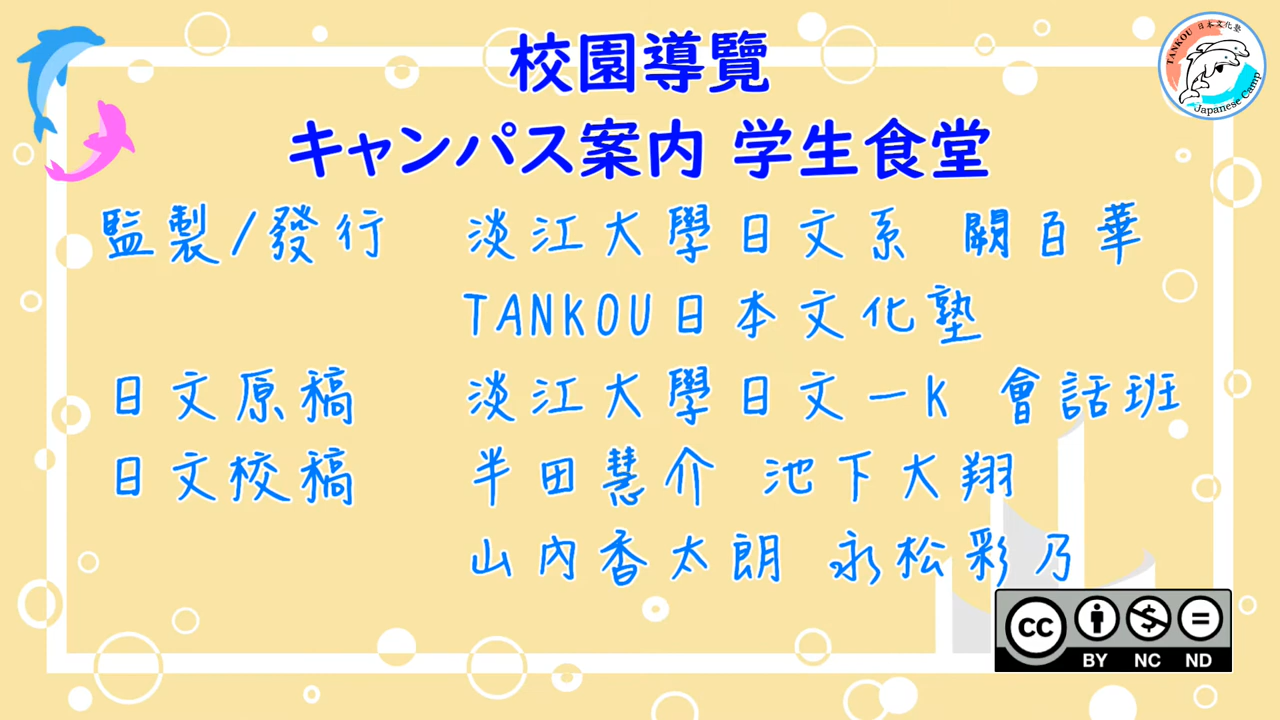 校園導覽
キャンパス案内 学生食堂
監製/發行 淡江大學日文系 闕百華
TANKOU日本文化塾
日文原稿 淡江大學日文一K 會話班
日文校稿 半田慧介 池下大翔
山內香太朗 永松彩乃
TANKOU 日本文化塾
Japanese Camp
CC
BY NC ND